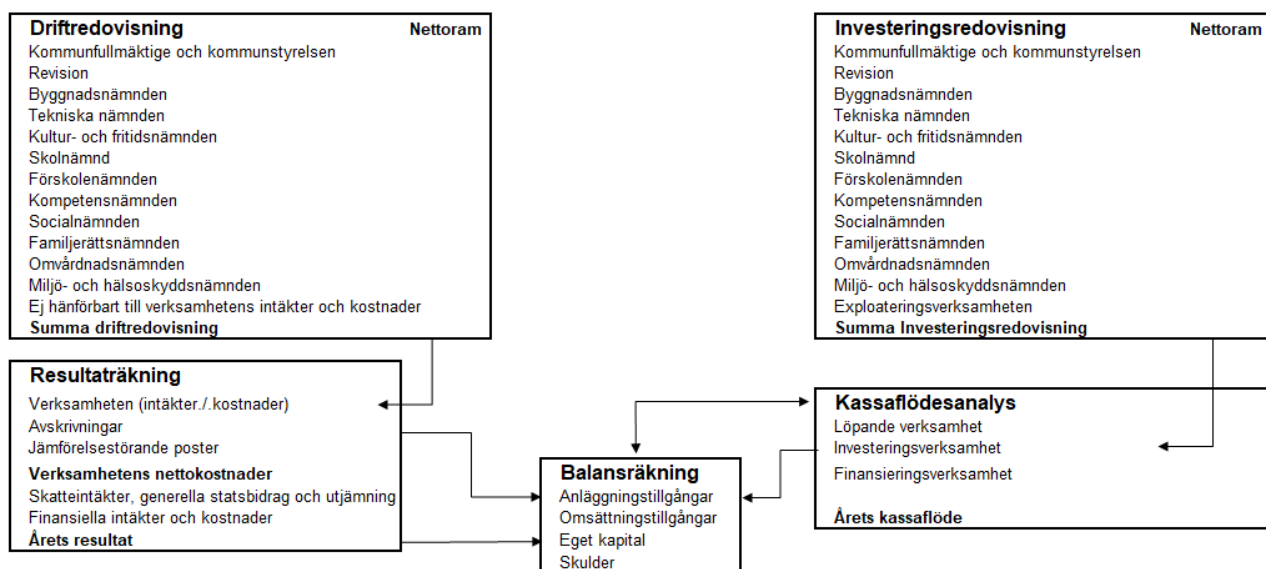 Driftredovisning Nettoram
Kommunfullmäktige och kommunstyrelsen
Revision
Byggnadsnämnden
Tekniska nämnden
Kultur- och fritidsnämnden
Skolnämnd
Förskolenämnden
Kompetensnämnden
Socialnämnden
Familjerättsnämnden
Omvårdnadsnämnden
Miljö- och hälsoskyddsnämnden
Ej hänförbart till verksamhetens intäkter och kostnader
Summa driftredovisning
Investeringsredovisning Nettoram
Kommunfullmäktige och kommunstyrelsen
Revision
Byggnadsnämnden
Tekniska nämnden
Kultur- och fritidsnämnden
Skolnämnd
Förskolenämnden
Kompetensnämnden
Socialnämnden
Familjerättsnämnden
Omvårdnadsnämnden
Miljö- och hälsoskyddsnämnden
Exploateringsverksamheten
Summa Investeringsredovisning
Resultaträkning
Verksamheten (intäkter./.kostnader)
Avskrivningar
Jämförelsestörande poster
Verksamhetens nettokostnader
Skatteintäkter, generella statsbidrag och utjämning
Finansiella intäkter och kostnader
Årets resultat
Balansräkning
Anläggningstillgångar
Omsättningstillgångar
Eget kapital
Skulder
Kassaflödesanalys
Löpande verksamhet
Investeringsverksamhet
Finansieringsverksamhet
Årets kassaflöde